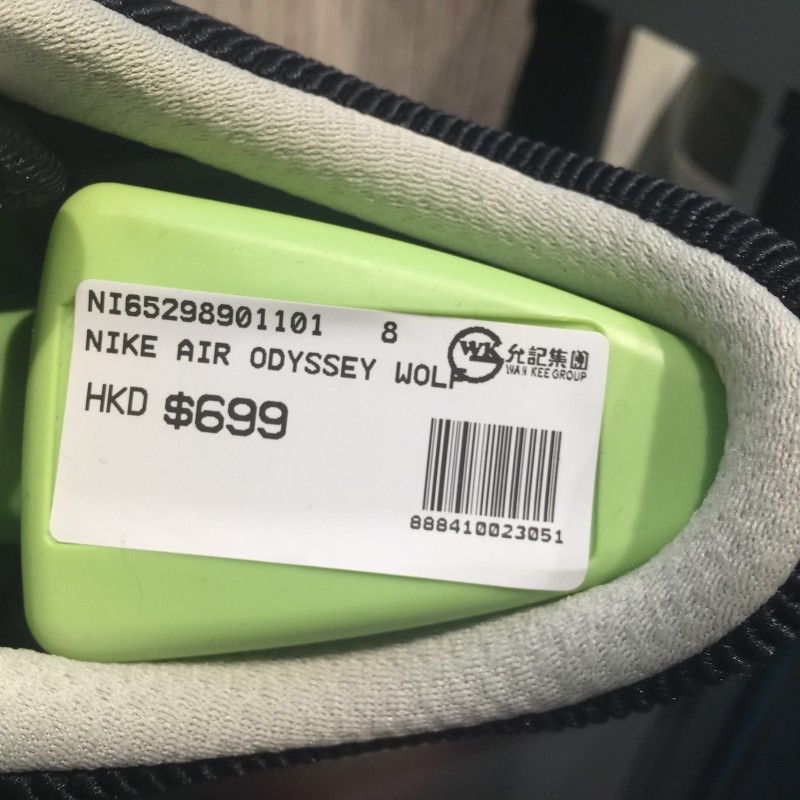 NI65298901101 8
NIKE AIR ODYSSEY WOLF
HKD $699
WK 允記集團
WAH KEE GROUP
888410023051